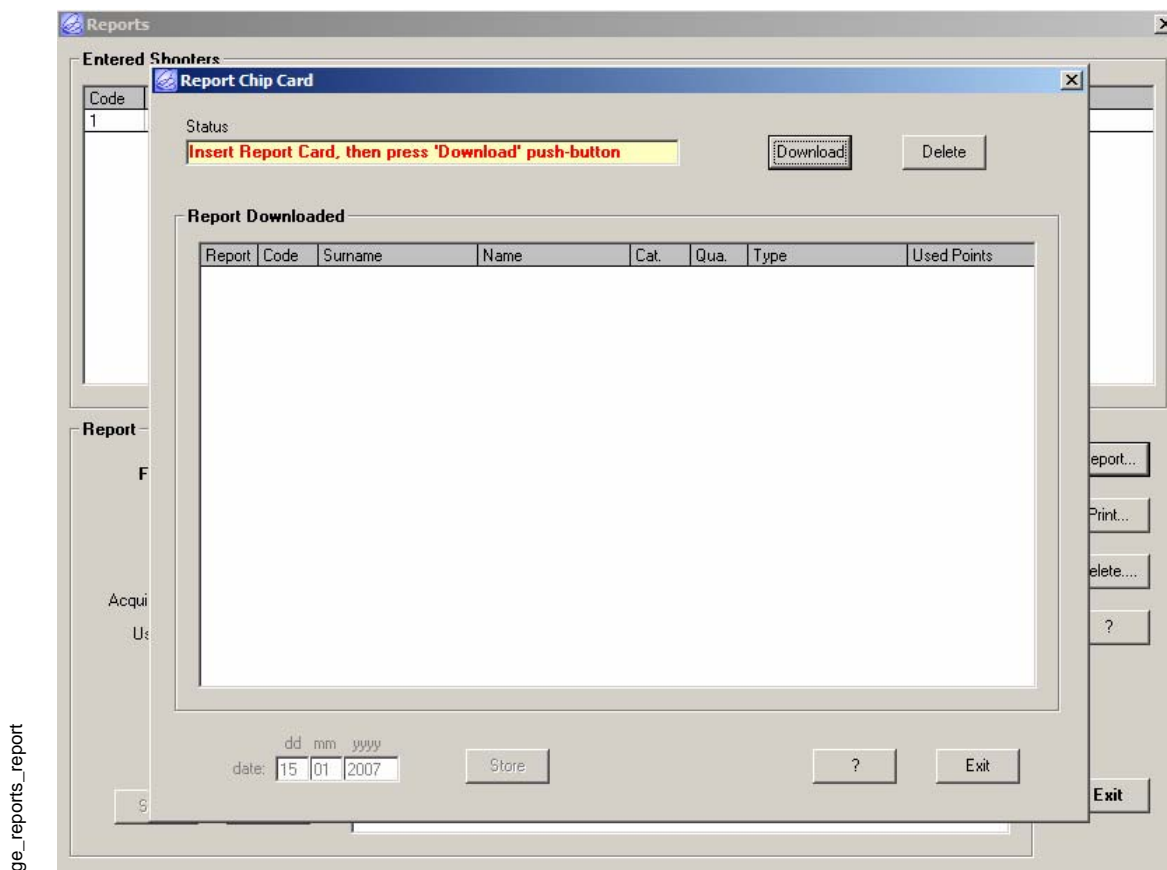 Reports
Entered Shooters
Report Chip Card
Code
1
Status
Insert Report Card, then press 'Download' push-button
Download
Delete
Report Downloaded
Report Code Surname Name Cat. Qua. Type Used Points
Report
F
eport...
Print...
elete....
Acqui
?
Us
dd mm yyyy
date: 15 01 2007
Store
?
Exit
S
Exit
ge_reports_report